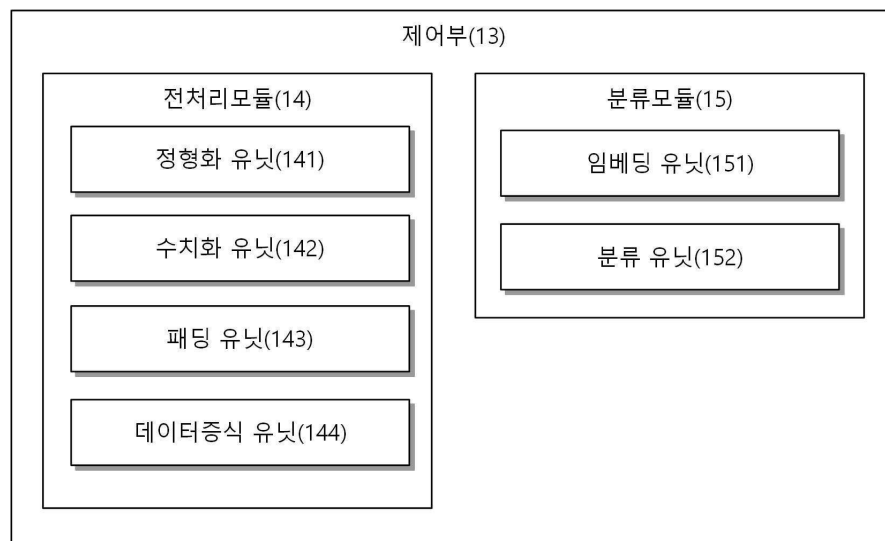 제어부(13)
전처리모듈(14)
정형화 유닛(141)
수치화 유닛(142)
패딩 유닛(143)
데이터증식 유닛(144)
분류모듈(15)
임베딩 유닛(151)
분류 유닛(152)